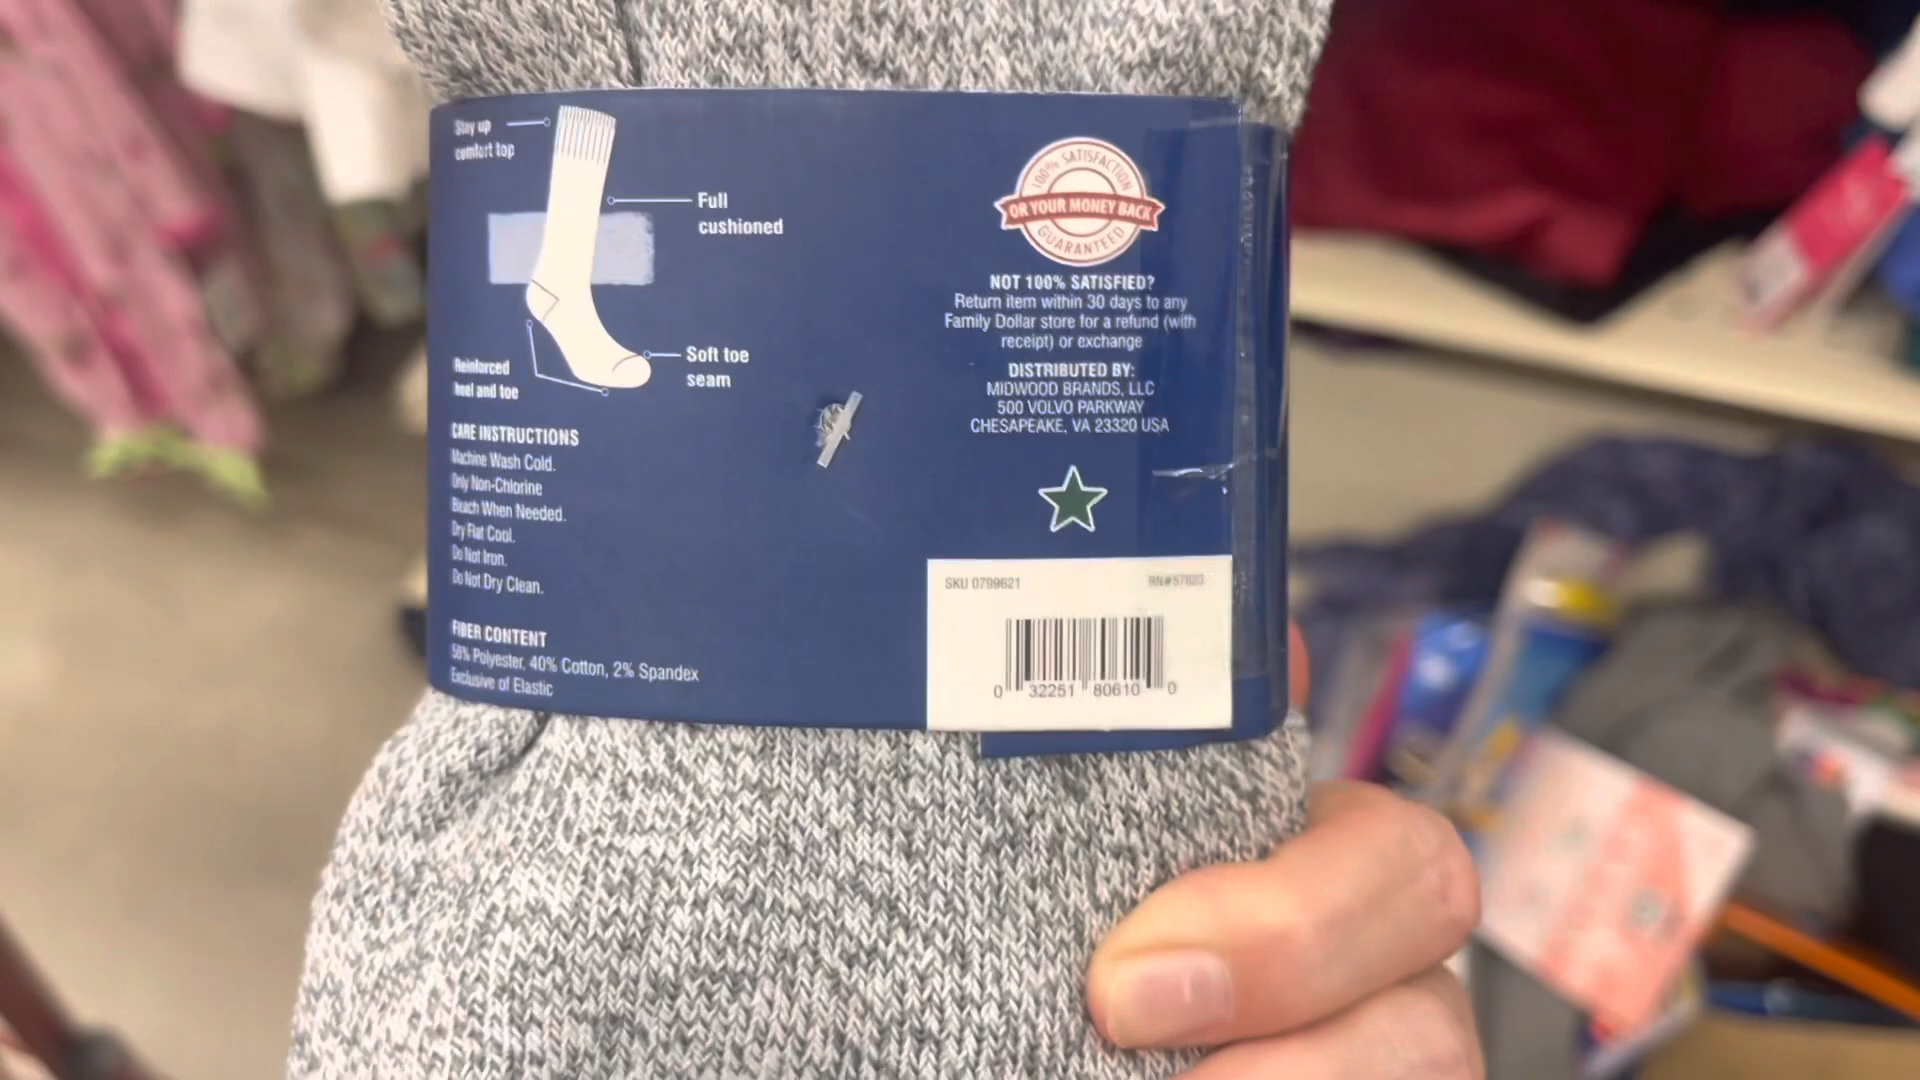 Stay up
comfort top
Full
cushioned
Reinforced
heel and toe
Soft toe
seam
CARE INSTRUCTIONS
Machine Wash Cold.
Only Non-Chlorine
Beach When Needed.
Dry Flat Cool.
Do Not Iron.
Do Not Dry Clean.
FIBER CONTENT
58% Polyester, 40% Cotton, 2% Spandex
Exclusive of Elastic
100% SATISFACTION
OR YOUR MONEY BACK
GUARANTEED
NOT 100% SATISFIED?
Return item within 30 days to any
Family Dollar store for a refund (with
receipt) or exchange
DISTRIBUTED BY:
MIDWOOD BRANDS, LLC
500 VOLVO PARKWAY
CHESAPEAKE, VA 23320 USA
SKU 0799621 RN#57823
0 32251 80610 0